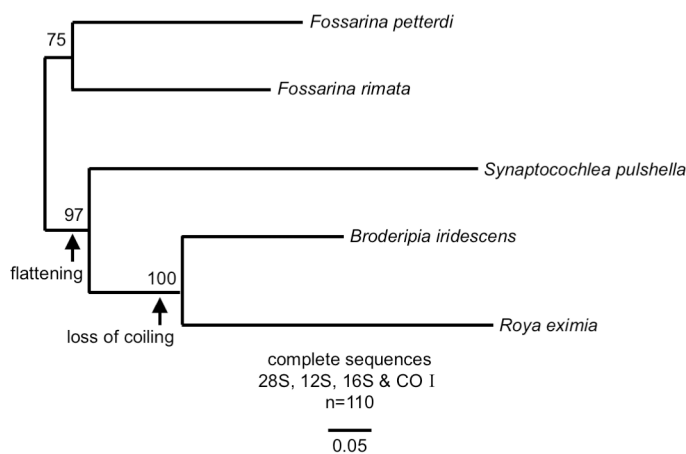 75
Fossarina petterdi
Fossarina rimata
Synaptocochlea pulshella
97
flattening
Broderipia iridescens
100
loss of coiling
Roya eximia
complete sequences
28S, 12S, 16S & CO I
n=110
0.05